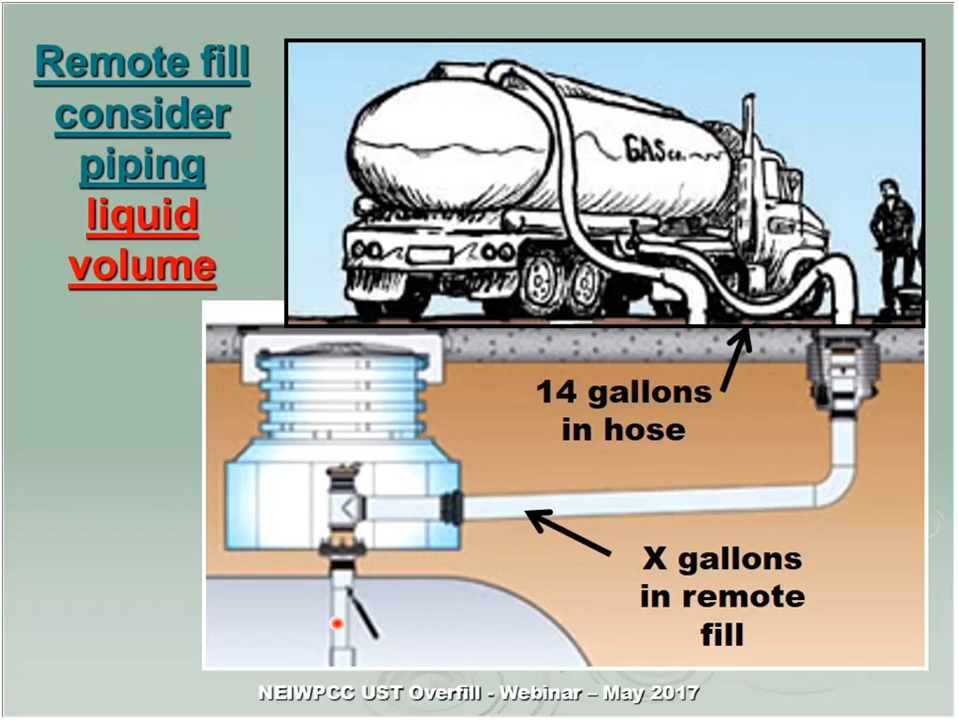 Remote fill
consider
piping
liquid
volume
GAS co.
14 gallons
in hose
X gallons
in remote
fill
NEIWPCC UST Overfill - Webinar – May 2017